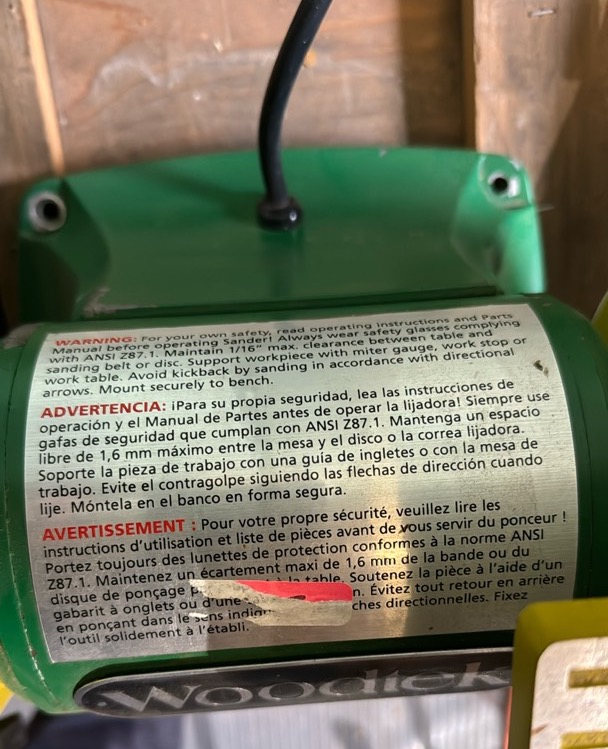 WARNING: For your own safety, read operating instructions and Parts
Manual before operating Sander! Always wear safety glasses complying
with ANSI Z87.1. Maintain 1/16" max. clearance between table and
sanding belt or disc. Support workpiece with miter gauge, work stop or
work table. Avoid kickback by sanding in accordance with directional
arrows. Mount securely to bench.
ADVERTENCIA: ¡Para su propia seguridad, lea las instrucciones de
operación y el Manual de Partes antes de operar la lijadora! Siempre use
gafas de seguridad que cumplan con ANSI Z87.1. Mantenga un espacio
libre de 1,6 mm máximo entre la mesa y el disco o la correa lijadora.
Soporte la pieza de trabajo con una guía de ingletes o con la mesa de
trabajo. Evite el contragolpe siguiendo las flechas de dirección cuando
lije. Móntela en el banco en forma segura.
AVERTISSEMENT : Pour votre propre sécurité, veuillez lire les
instructions d'utilisation et liste de pièces avant de vous servir du ponceur !
Portez toujours des lunettes de protection conformes à la norme ANSI
Z87.1. Maintenez un écartement maxi de 1,6 mm de la bande ou du
disque de ponçage la table. Soutenez la pièce à l'aide d'un
gabarit à onglets ou d'une n. Évitez tout retour en arrière
en ponçant dans le sens ches directionnelles. Fixez
l'outil solidement à l'établi.
Woodtek